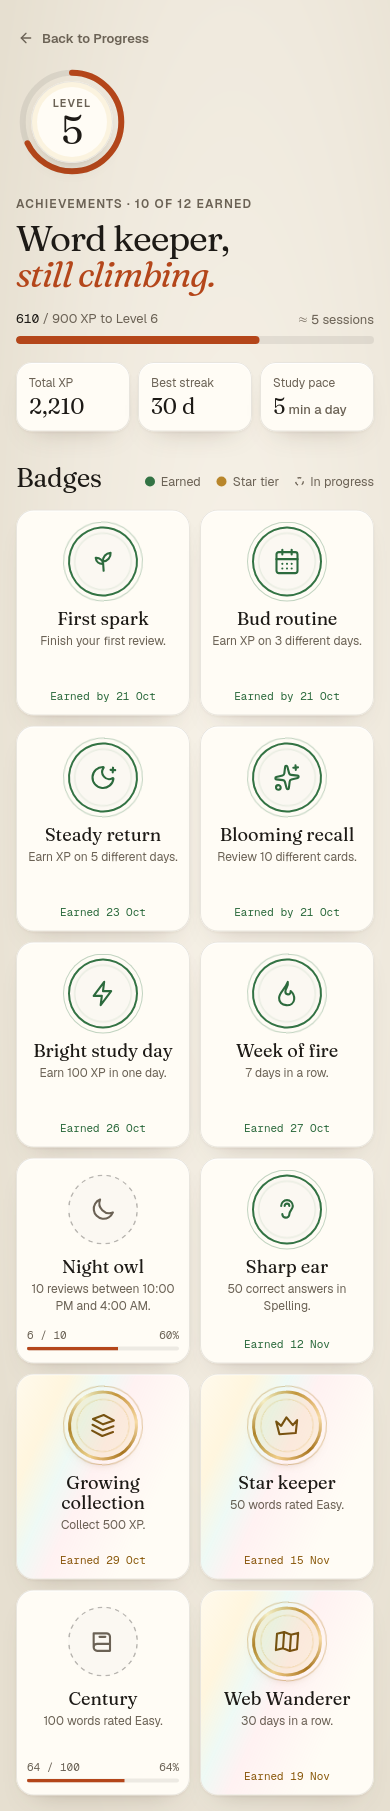 Back to Progress
LEVEL
5
ACHIEVEMENTS · 10 OF 12 EARNED
Word keeper,
still climbing.
610 / 900 XP to Level 6
≈ 5 sessions
Total XP
2,210
Best streak
30 d
Study pace
5 min a day
Badges
Earned
Star tier
In progress
First spark
Finish your first review.
Earned by 21 Oct
Bud routine
Earn XP on 3 different days.
Earned by 21 Oct
Steady return
Earn XP on 5 different days.
Earned 23 Oct
Blooming recall
Review 10 different cards.
Earned by 21 Oct
Bright study day
Earn 100 XP in one day.
Earned 26 Oct
Week of fire
7 days in a row.
Earned 27 Oct
Night owl
10 reviews between 10:00
PM and 4:00 AM.
6 / 10
60%
Sharp ear
50 correct answers in
Spelling.
Earned 12 Nov
Growing
collection
Collect 500 XP.
Earned 29 Oct
Star keeper
50 words rated Easy.
Earned 15 Nov
Century
100 words rated Easy.
64 / 100
64%
Web Wanderer
30 days in a row.
Earned 19 Nov